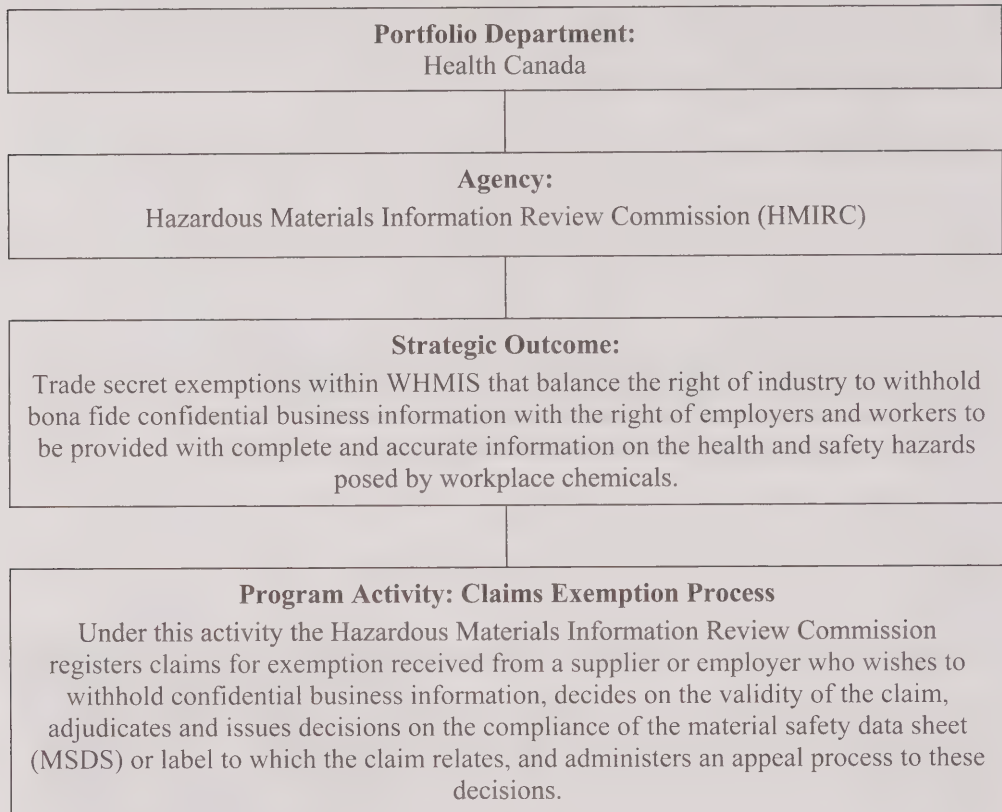 Portfolio Department:
Health Canada
Agency:
Hazardous Materials Information Review Commission (HMIRC)
Strategic Outcome:
Trade secret exemptions within WHMIS that balance the right of industry to withhold
bona fide confidential business information with the right of employers and workers to
be provided with complete and accurate information on the health and safety hazards
posed by workplace chemicals.
Program Activity: Claims Exemption Process
Under this activity the Hazardous Materials Information Review Commission
registers claims for exemption received from a supplier or employer who wishes to
withhold confidential business information, decides on the validity of the claim,
adjudicates and issues decisions on the compliance of the material safety data sheet
(MSDS) or label to which the claim relates, and administers an appeal process to these
decisions.